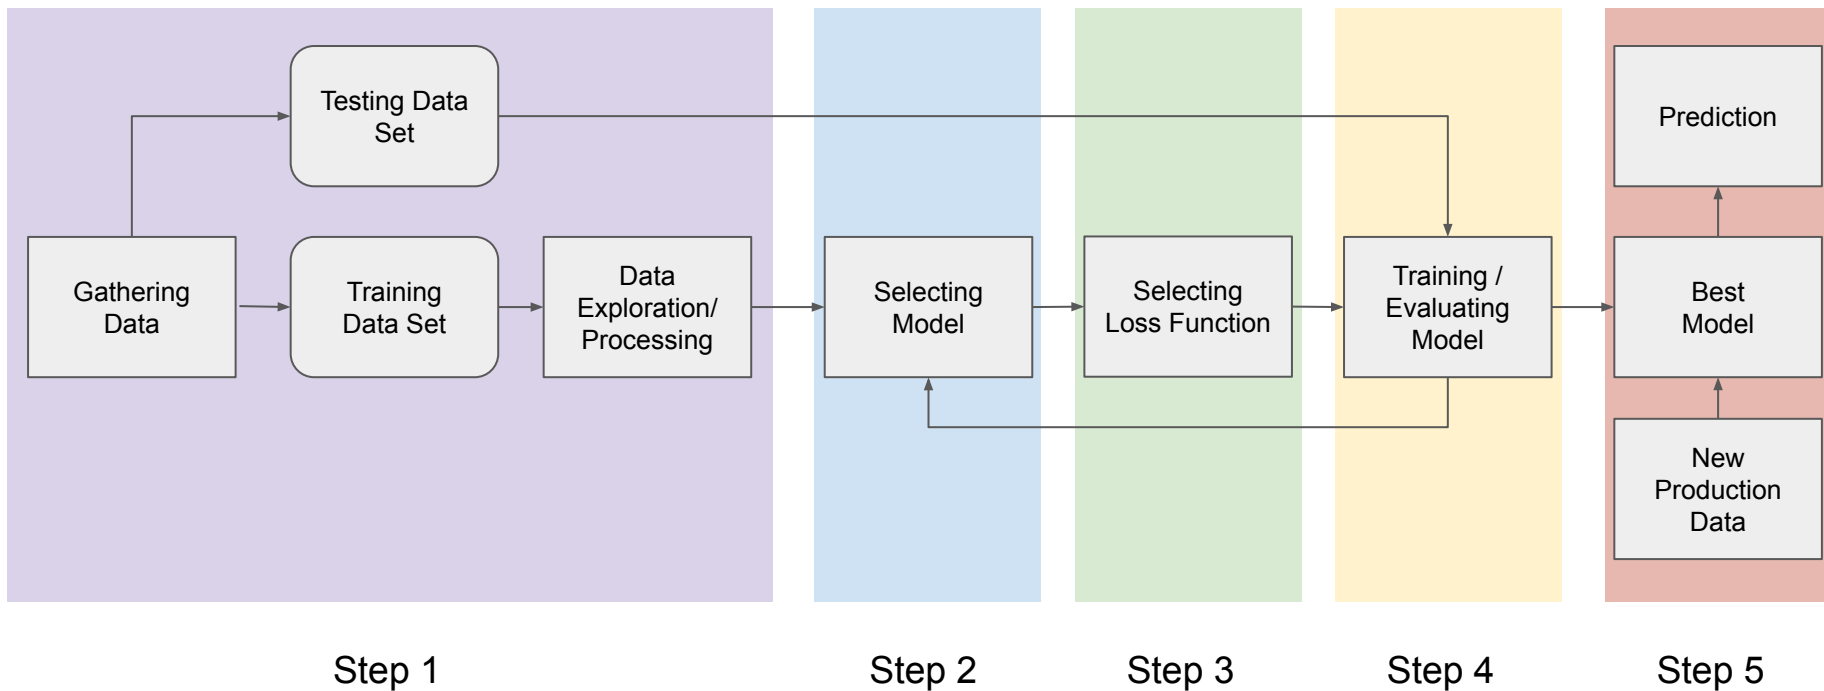 Testing Data
Set
Prediction
Gathering
Data
Training
Data Set
Data
Exploration/
Processing
Selecting
Model
Selecting
Loss Function
Training /
Evaluating
Model
Best
Model
New
Production
Data
Step 1
Step 2
Step 3
Step 4
Step 5